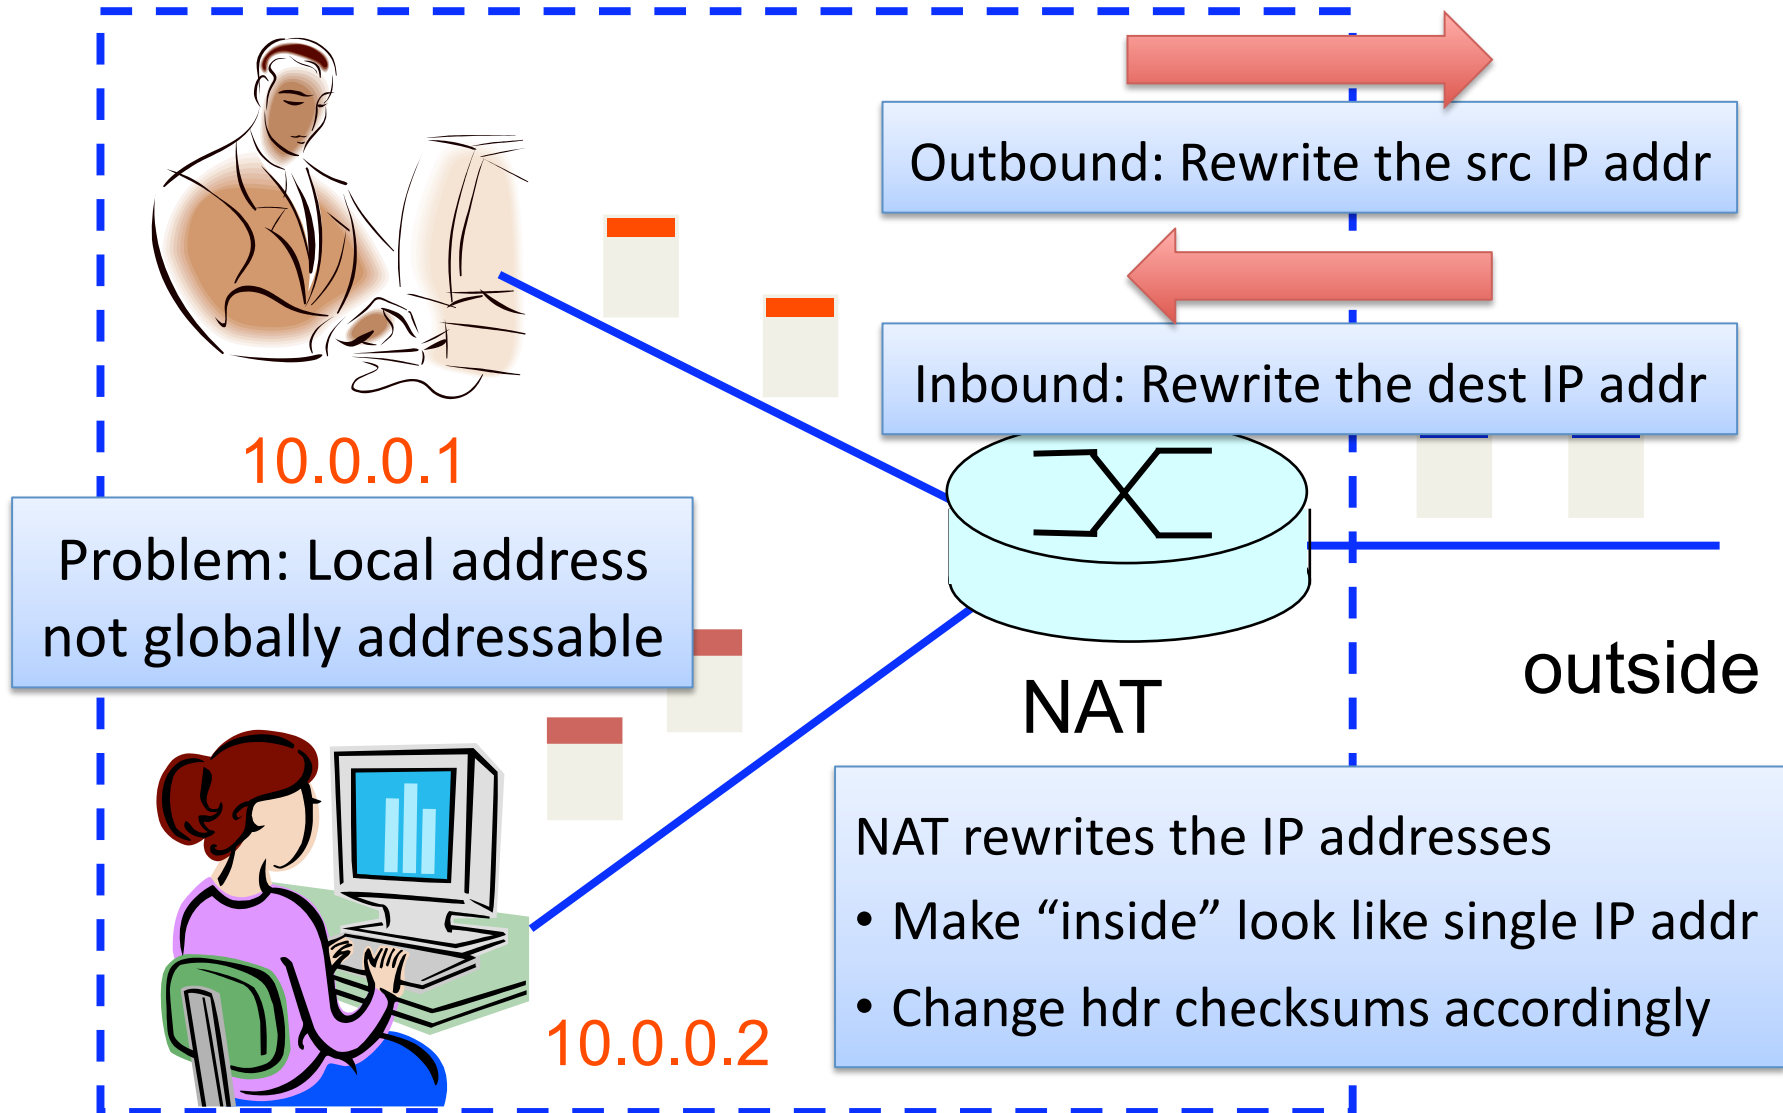 Outbound: Rewrite the src IP addr
Inbound: Rewrite the dest IP addr
10.0.0.1
Problem: Local address
not globally addressable
outside
NAT
NAT rewrites the IP addresses
• Make “inside” look like single IP addr
• Change hdr checksums accordingly
10.0.0.2